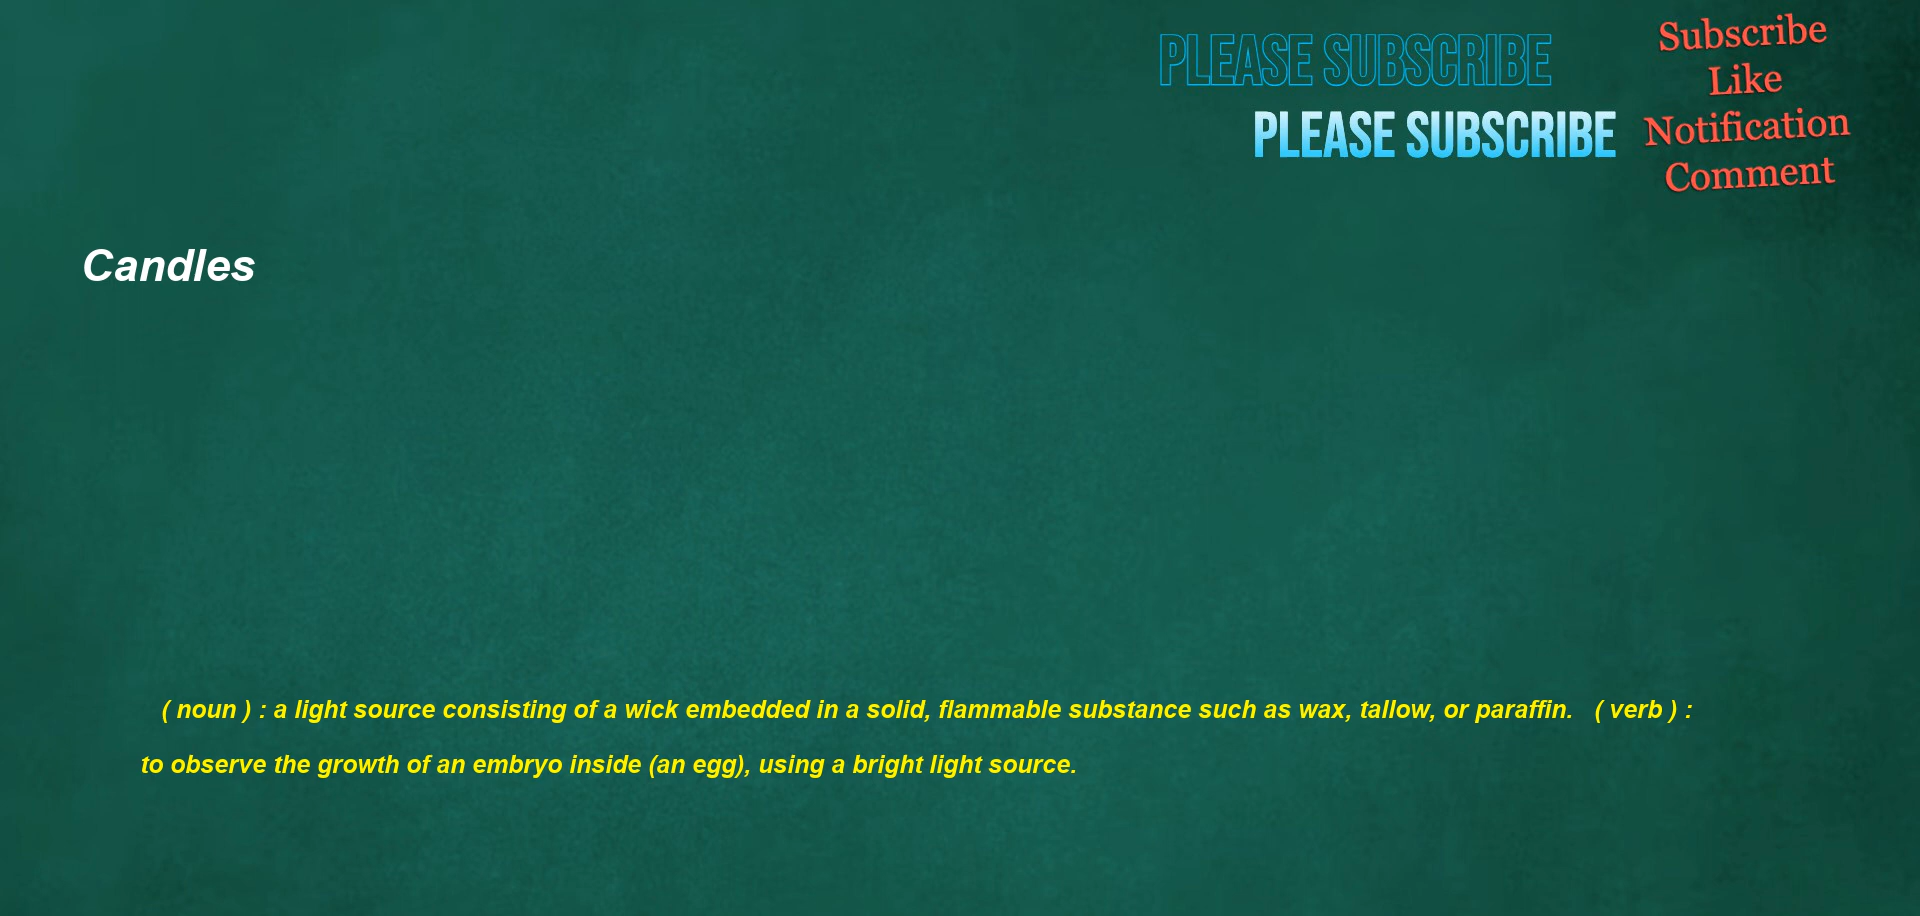 PLEASE SUBSCRIBE
PLEASE SUBSCRIBE
Subscribe
Like
Notification
Comment
Candles
( noun ) : a light source consisting of a wick embedded in a solid, flammable substance such as wax, tallow, or paraffin. ( verb ) :
to observe the growth of an embryo inside (an egg), using a bright light source.